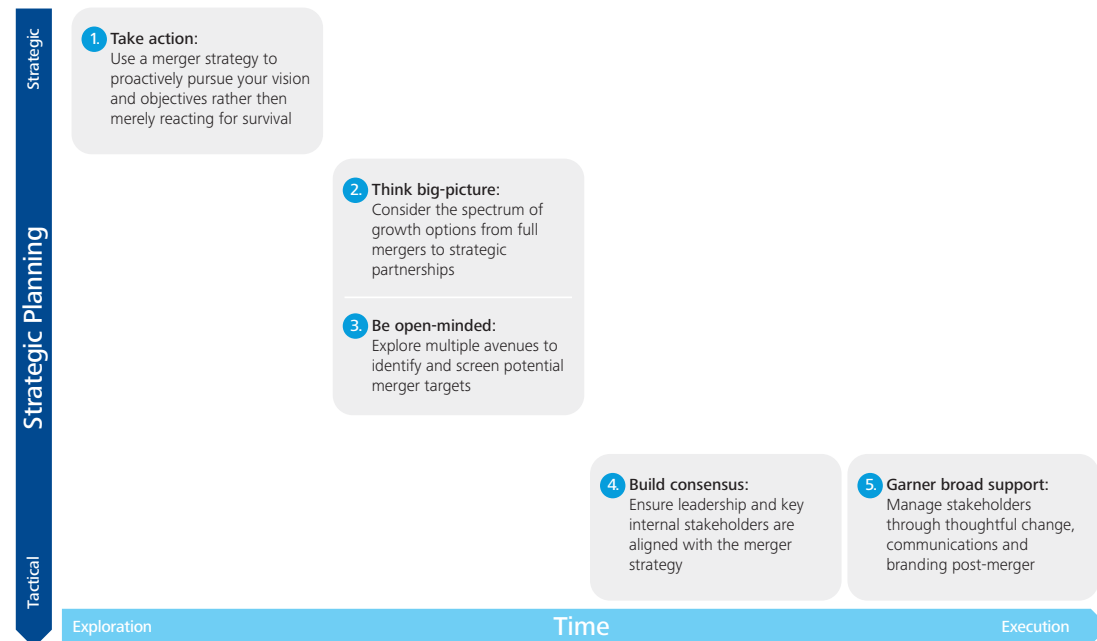 Strategic
Strategic Planning
Tactical
1. Take action:
Use a merger strategy to
proactively pursue your vision
and objectives rather then
merely reacting for survival
2. Think big-picture:
Consider the spectrum of
growth options from full
mergers to strategic
partnerships
3. Be open-minded:
Explore multiple avenues to
identify and screen potential
merger targets
4. Build consensus:
Ensure leadership and key
internal stakeholders are
aligned with the merger
strategy
5. Garner broad support:
Manage stakeholders
through thoughtful change,
communications and
branding post-merger
Exploration
Time
Execution